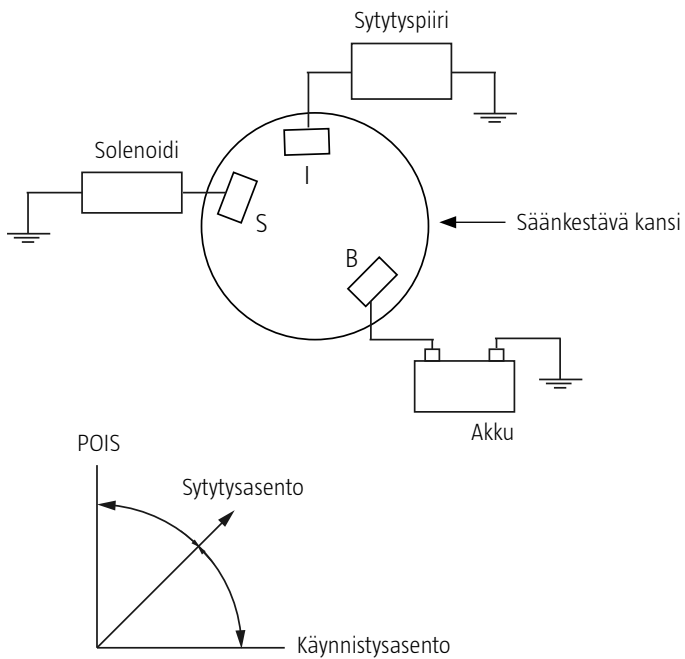 Sytytyspiiri
Solenoidi
I
S
Säänkestävä kansi
B
Akku
POIS
Sytytysasento
Käynnistysasento